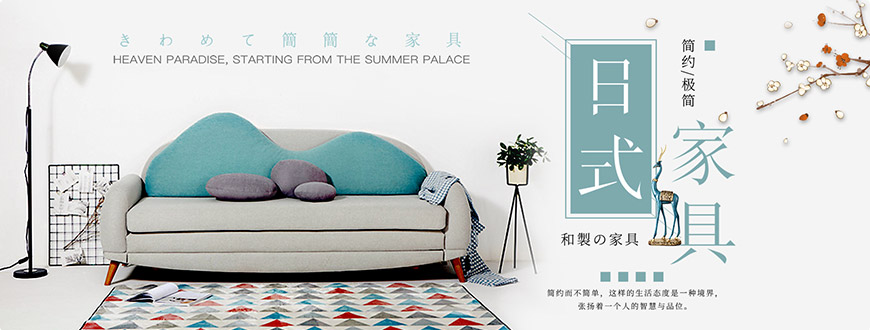 きわめて簡簡な家具
HEAVEN PARADISE, STARTING FROM THE SUMMER PALACE
日式
简约/极简
家具
和製の家具
简约而不简单，这样的生活态度是一种境界，
张扬着一个人的智慧与品位。